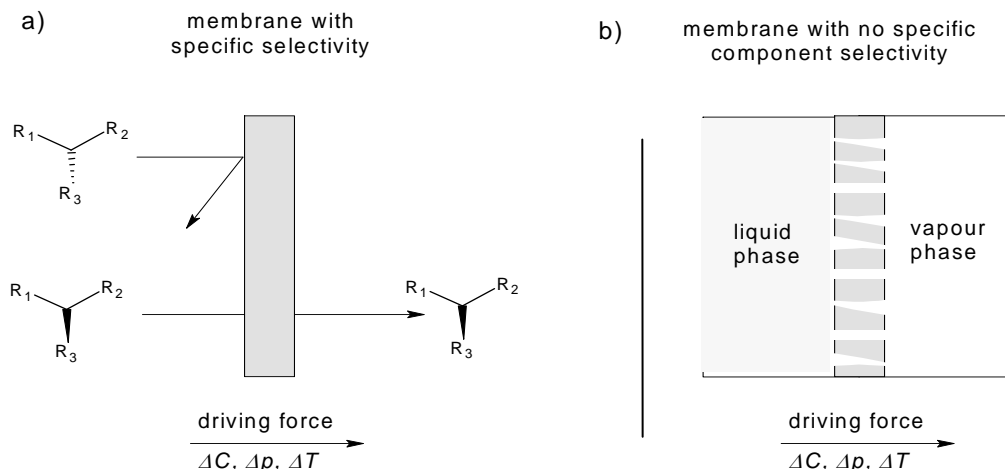 a)
membrane with
specific selectivity
R1
R2
R3
R1
R2
R3
R1
R2
R3
driving force
ΔC, Δp, ΔT
b)
membrane with no specific
component selectivity
liquid
phase
vapour
phase
driving force
ΔC, Δp, ΔT